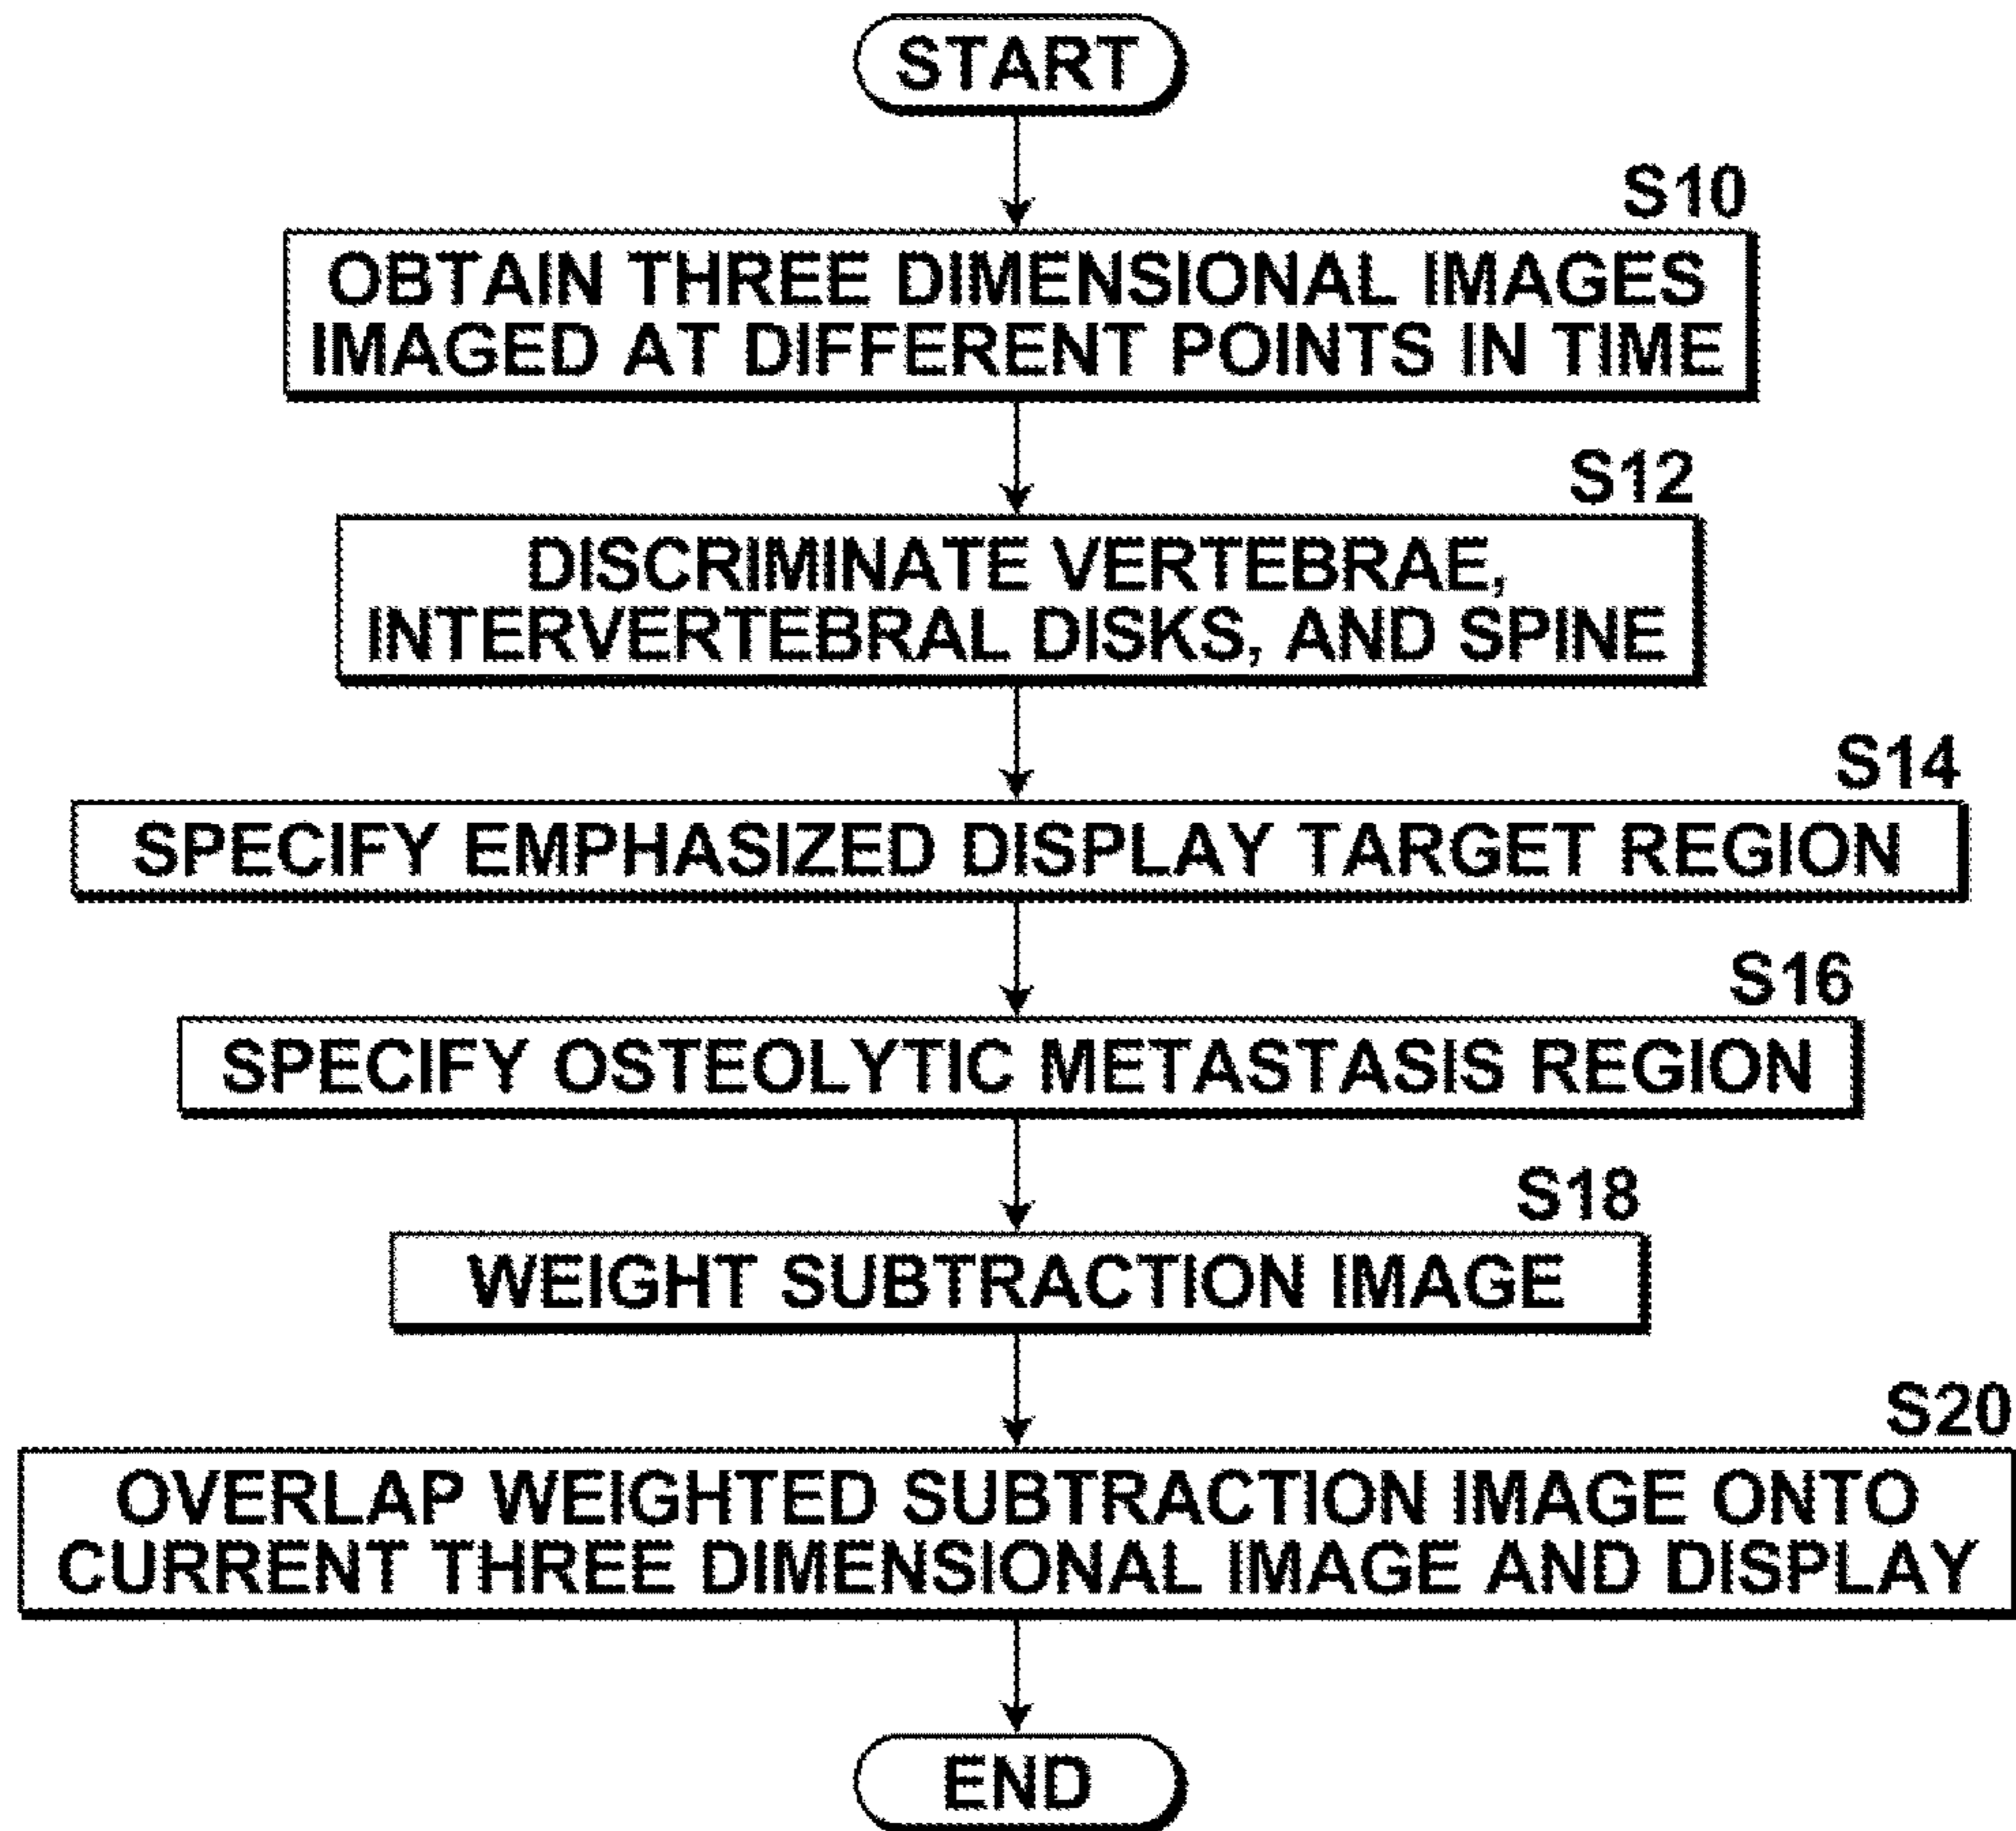 START
S10
OBTAIN THREE DIMENSIONAL IMAGES
IMAGED AT DIFFERENT POINTS IN TIME
S12
DISCRIMINATE VERTEBRAE,
INTERVERTEBRAL DISKS, AND SPINE
S14
SPECIFY EMPHASIZED DISPLAY TARGET REGION
S16
SPECIFY OSTEOLYTIC METASTASIS REGION
S18
WEIGHT SUBTRACTION IMAGE
S20
OVERLAP WEIGHTED SUBTRACTION IMAGE ONTO
CURRENT THREE DIMENSIONAL IMAGE AND DISPLAY
END